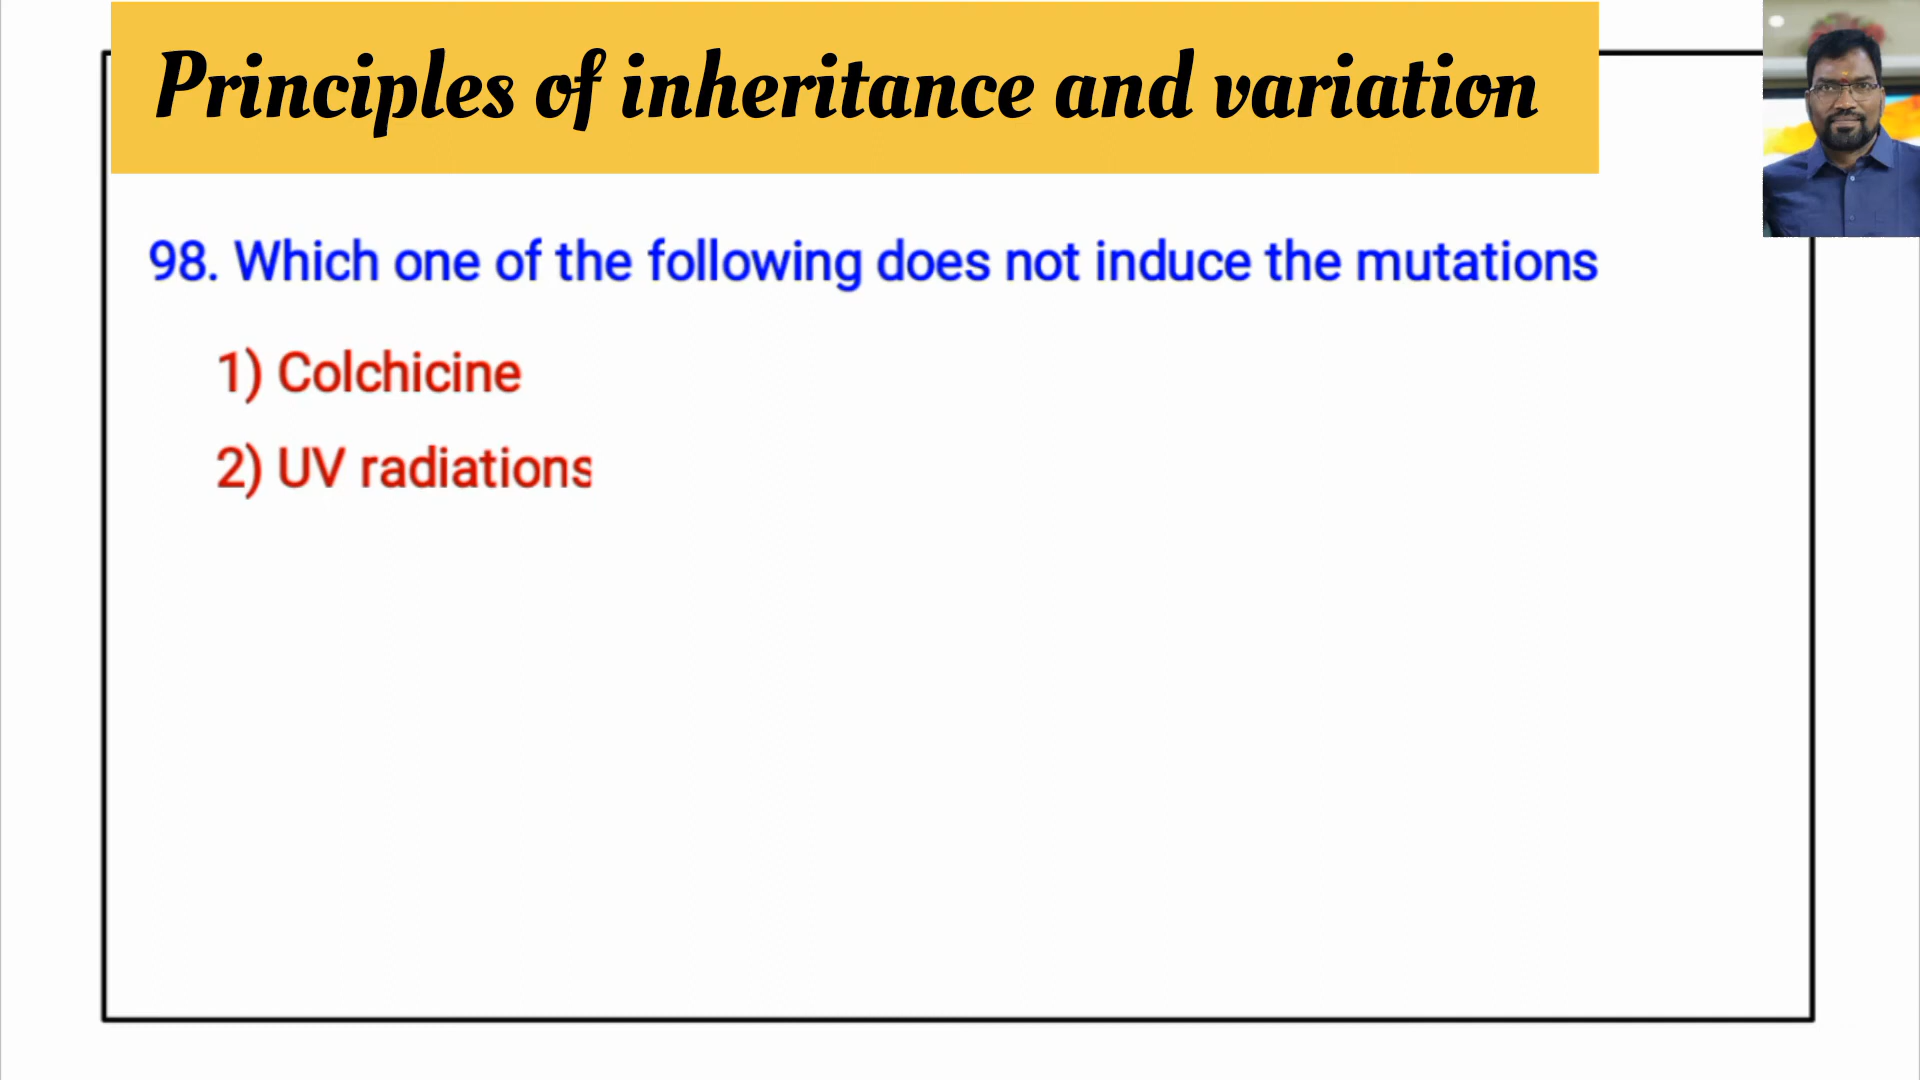 Principles of inheritance and variation
98. Which one of the following does not induce the mutations
1) Colchicine
2) UV radiations